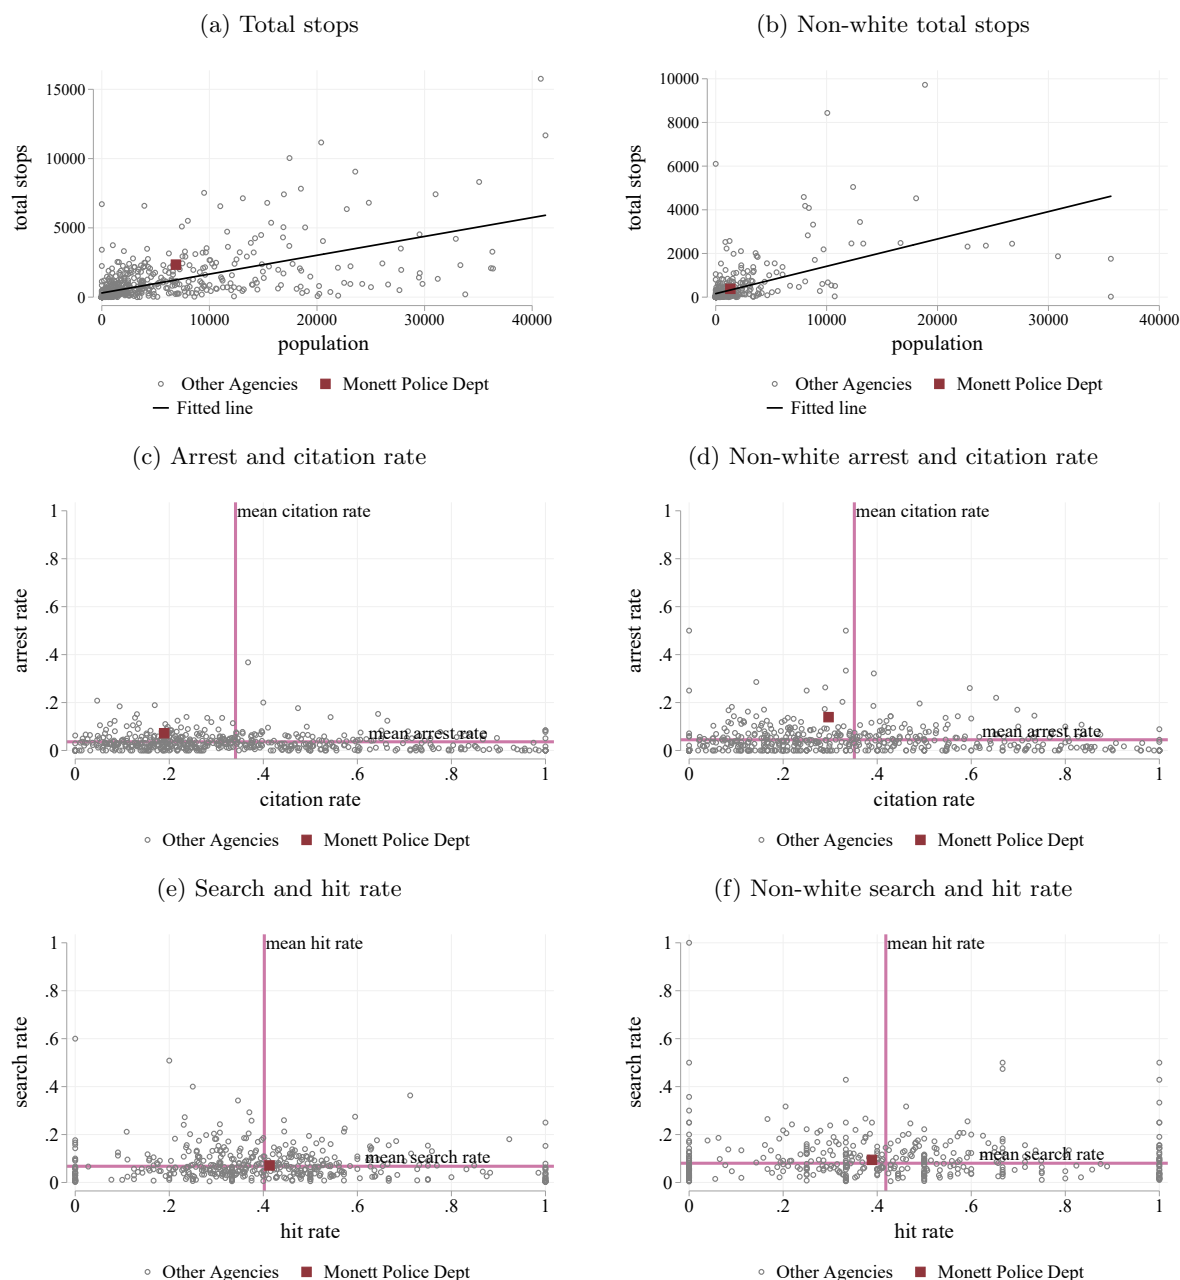 (a) Total stops
total stops
15000
10000
5000
0
0 10000 20000 30000 40000
population
Other Agencies Monett Police Dept
Fitted line
(b) Non-white total stops
total stops
10000
8000
6000
4000
2000
0
0 10000 20000 30000 40000
population
Other Agencies Monett Police Dept
Fitted line
(c) Arrest and citation rate
arrest rate
1
.8
.6
.4
.2
0
mean citation rate
mean arrest rate
0 .2 .4 .6 .8 1
citation rate
Other Agencies Monett Police Dept
(d) Non-white arrest and citation rate
arrest rate
1
.8
.6
.4
.2
0
mean citation rate
mean arrest rate
0 .2 .4 .6 .8 1
citation rate
Other Agencies Monett Police Dept
(e) Search and hit rate
search rate
1
.8
.6
.4
.2
0
mean hit rate
mean search rate
0 .2 .4 .6 .8 1
hit rate
Other Agencies Monett Police Dept
(f) Non-white search and hit rate
search rate
1
.8
.6
.4
.2
0
mean hit rate
mean search rate
0 .2 .4 .6 .8 1
hit rate
Other Agencies Monett Police Dept